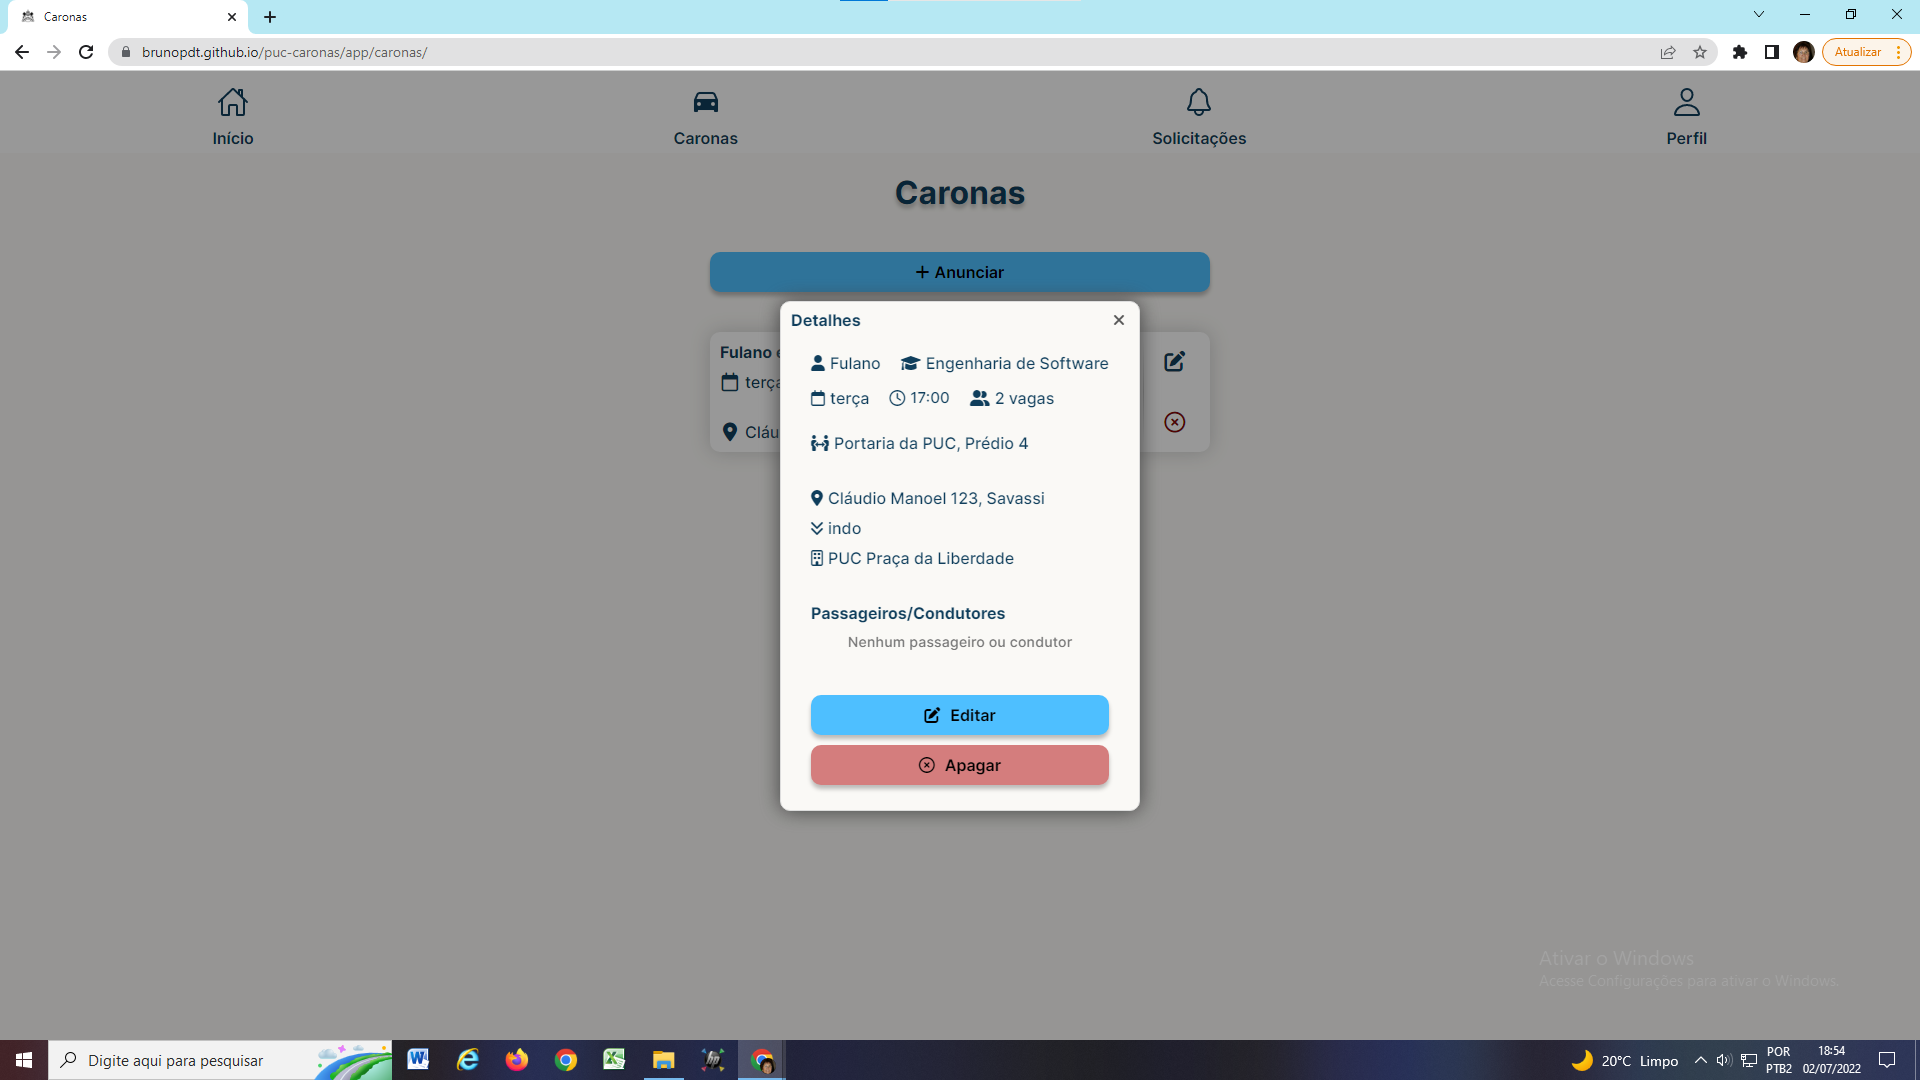 Caronas
brunopdt.github.io/puc-caronas/app/caronas/
Atualizar
Início
Caronas
Solicitações
Perfil
Caronas
+ Anunciar
Detalhes
Fulano
terça
Cláu
Fulano Engenharia de Software
terça 17:00 2 vagas
Portaria da PUC, Prédio 4
Cláudio Manoel 123, Savassi
indo
PUC Praça da Liberdade
Passageiros/Condutores
Nenhum passageiro ou condutor
Editar
Apagar
Ativar o Windows
Acesse Configurações para ativar o Windows.
Digite aqui para pesquisar
20°C Limpo
POR
PTB2
18:54
02/07/2022